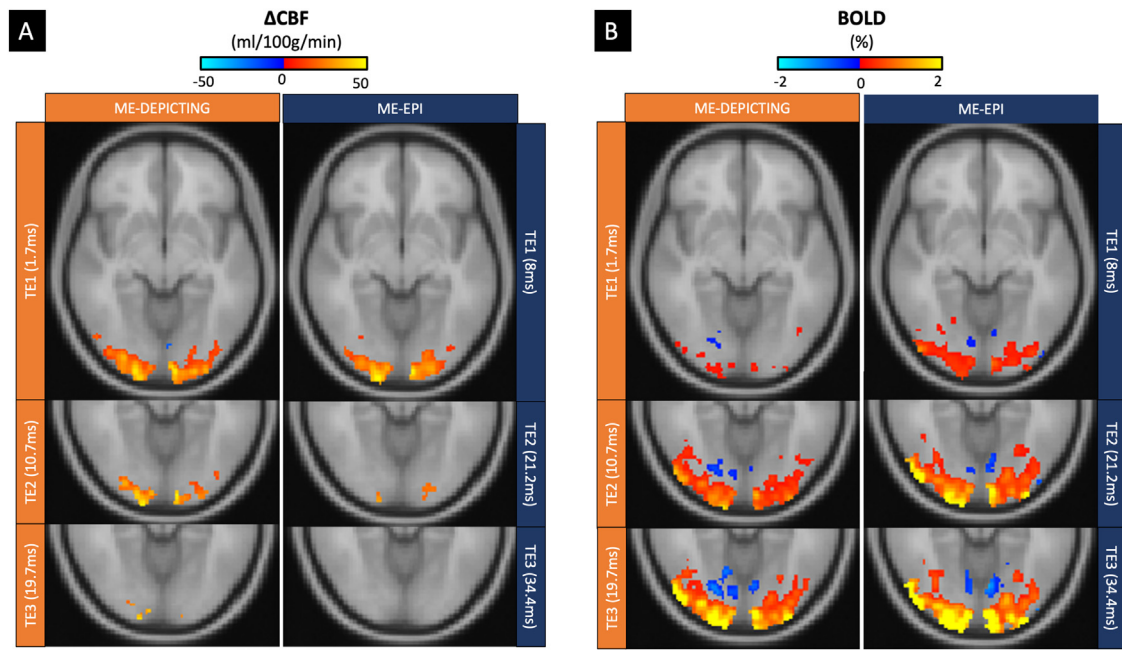 A
ΔCBF
(ml/100g/min)
-50
0
50
ME-DEPICTING
ME-EPI
TE1 (1.7ms)
TE1 (8ms)
TE2 (10.7ms)
TE2 (21.2ms)
TE3 (19.7ms)
TE3 (34.4ms)
B
BOLD
(%)
-2
0
2
ME-DEPICTING
ME-EPI
TE1 (1.7ms)
TE1 (8ms)
TE2 (10.7ms)
TE2 (21.2ms)
TE3 (19.7ms)
TE3 (34.4ms)